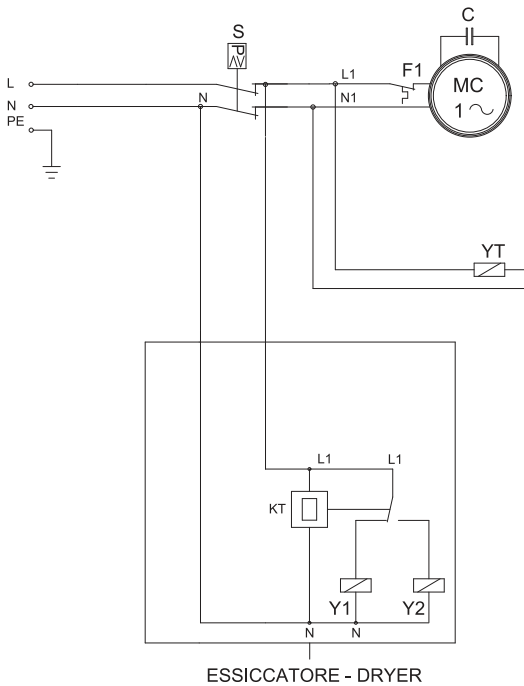 C
S
P
L1
F1
L
MC
N
N
N1
1
PE
YT
L1
L1
KT
Y1
Y2
N
N
ESSICCATORE - DRYER